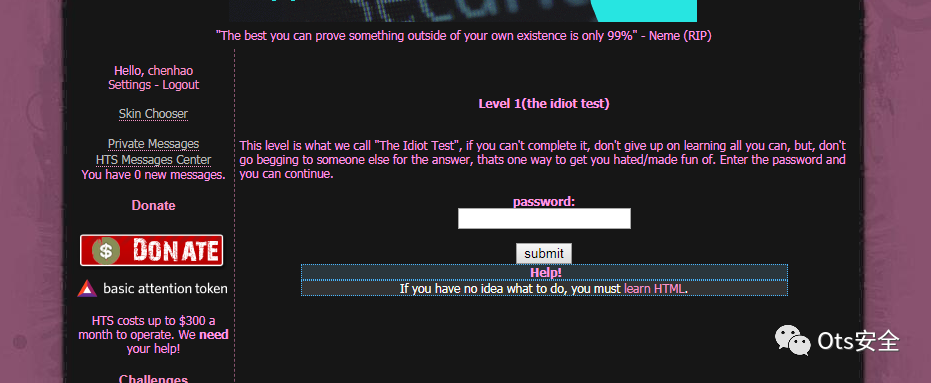 "The best you can prove something outside of your own existence is only 99%" - Neme (RIP)
Hello, chenhao
Settings - Logout
Skin Chooser
Private Messages
HTS Messages Center
You have 0 new messages.
Donate
$ DONATE
basic attention token
HTS costs up to $300 a
month to operate. We need
your help!
Challenges
Level 1(the idiot test)
This level is what we call "The Idiot Test", if you can't complete it, don't give up on learning all you can, but, don't
go begging to someone else for the answer, thats one way to get you hated/made fun of. Enter the password and
you can continue.
password:
submit
Help!
If you have no idea what to do, you must learn HTML.
Ots安全